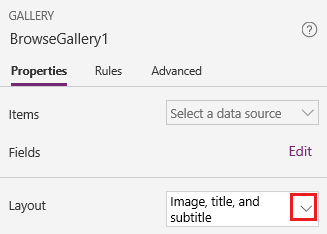 GALLERY
BrowseGallery1
Properties Rules Advanced
Items Select a data source
Fields Edit
Layout Image, title, and
subtitle